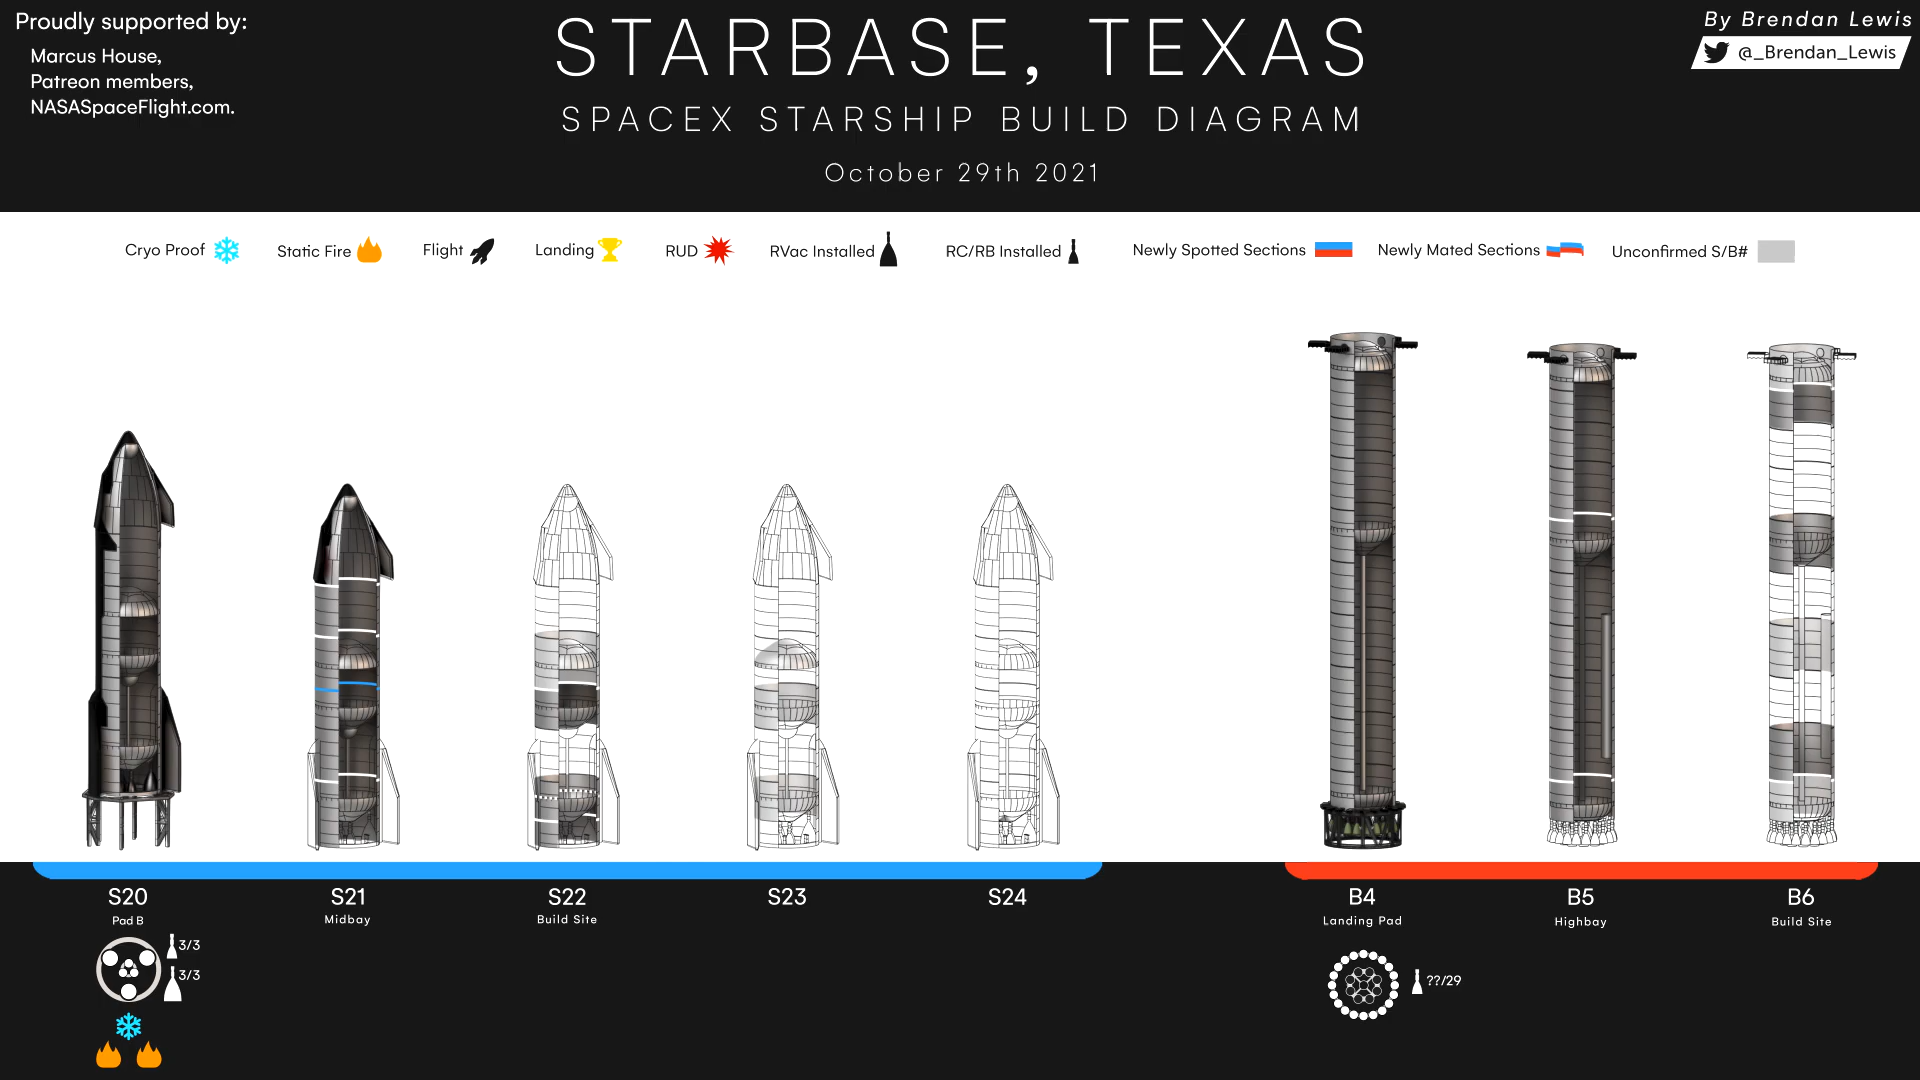 Proudly supported by:
Marcus House,
Patreon members,
NASASpaceFlight.com.
STARBASE, TEXAS
SPACEX STARSHIP BUILD DIAGRAM
October 29th 2021
By Brendan Lewis
@_Brendan_Lewis
Cryo Proof
Static Fire
Flight
Landing
RUD
RVac Installed
RC/RB Installed
Newly Spotted Sections
Newly Mated Sections
Unconfirmed S/B#
S20
Pad B
3/3
3/3
S21
Midbay
S22
Build Site
S23
S24
B4
Landing Pad
??/29
B5
Highbay
B6
Build Site